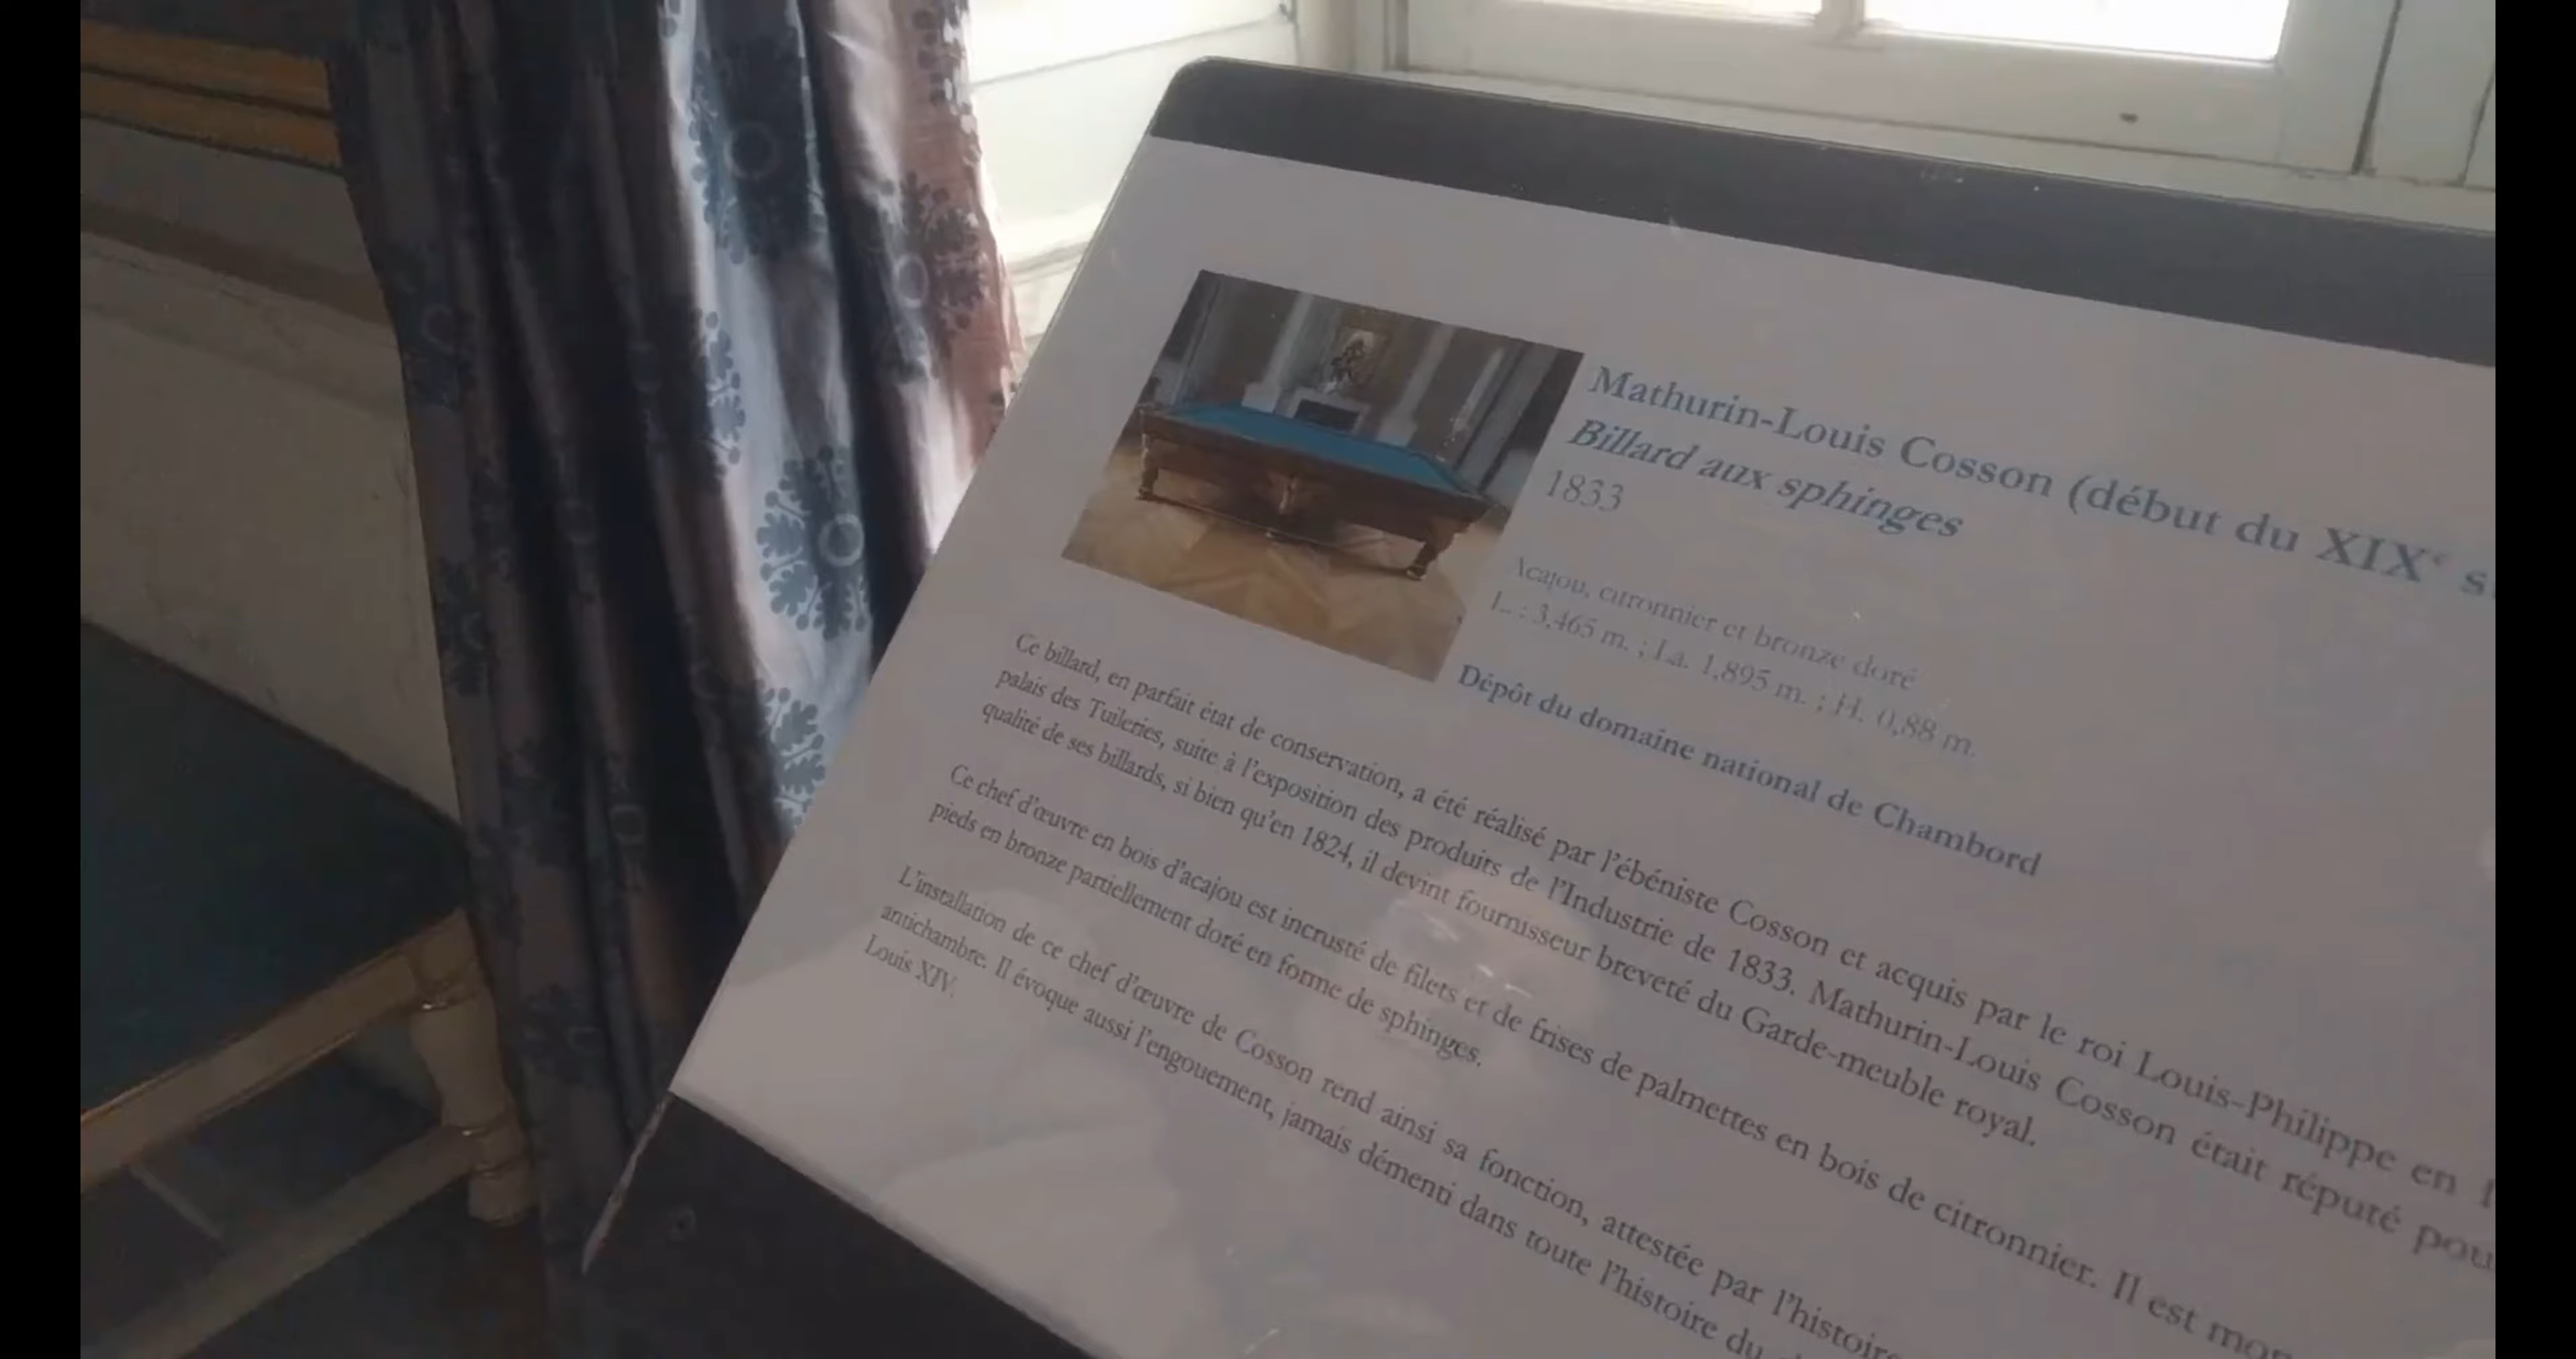 Mathurin-Louis Cosson (début du XIXe
Billard aux sphinges
1833
Acajou, citronnier et bronze doré
L. : 3,465 m. ; La. 1,895 m. ; H. 0,88 m.
Dépôt du domaine national de Chambord
Ce billard, en parfait état de conservation, a été réalisé par l'ébéniste Cosson et acquis par le roi Louis-Philippe en
palais des Tuileries, suite à l'exposition des produits de l'Industrie de 1833. Mathurin-Louis Cosson était réputé
qualité de ses billards, si bien qu'en 1824, il devint fournisseur breveté du Garde-meuble royal.
Ce chef d'œuvre en bois d'acajou est incrusté de filets et de frises de palmettes en bois de citronnier. Il est
pieds en bronze partiellement doré en forme de sphinges.
L'installation de ce chef d'œuvre de Cosson rend ainsi sa fonction, attestée par l'histoire
antichambre. Il évoque aussi l'engouement, jamais démenti dans toute l'histoire du
Louis XIV.